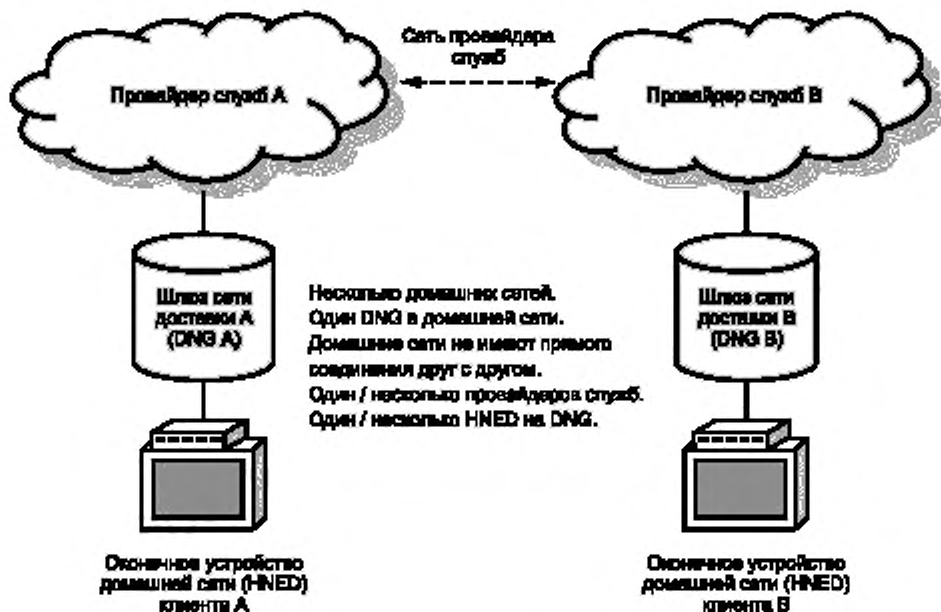 Сеть провайдера
служб
Провайдер служб A
Провайдер служб B
Шлюз сети
доставки A
(DNG A)
Несколько домашних сетей.
Один DNG в домашней сети.
Домашние сети не имеют прямого
соединения друг с другом.
Один / несколько провайдеров служб.
Один / несколько HNED на DNG.
Шлюз сети
доставки B
(DNG B)
Оконечное устройство
домашней сети (HNED)
клиента A
Оконечное устройство
домашней сети (HNED)
клиента B